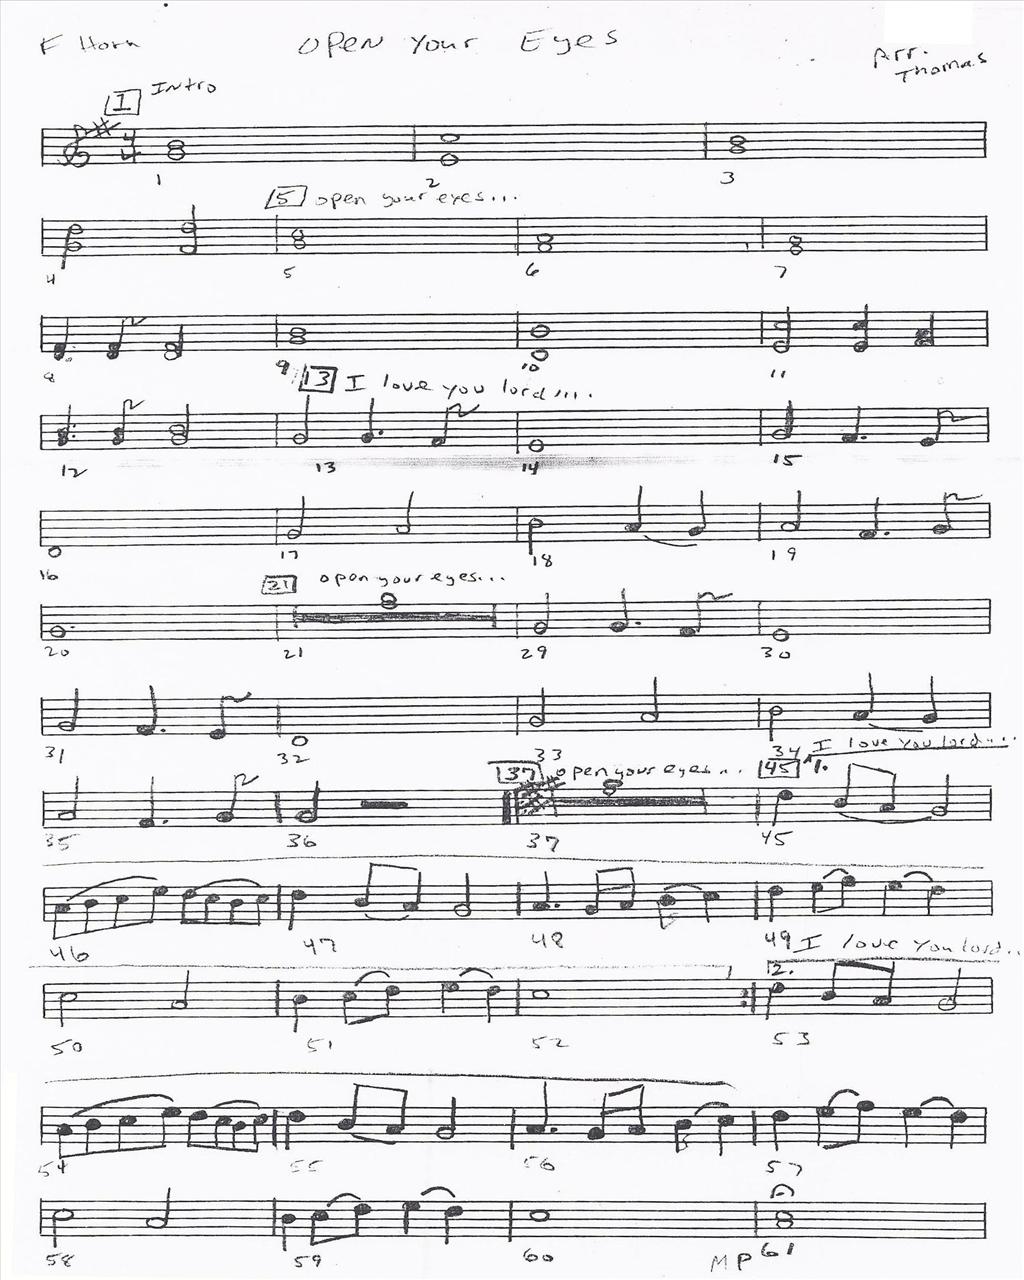 F Horn Open Your Eyes
Arr. Thomas
1 Intro
4 4
1 2 3
5 open your eyes...
4 5 6 7
8 9 10 11
13 I love you lord....
12 13 14 15
16 17 18 19
21 open your eyes...
8
20 21 29 30
31 32 33 34
37 open your eyes... 45 1. I love you lord....
8
35 36 37 45
46 47 48 49
I love you lord...
2.
50 51 52 53
54 55 56 57
58 59 60 MP 61